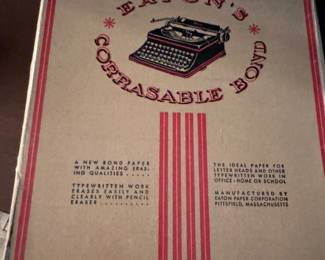 EATON'S
CORRASABLE BOND
A NEW BOND PAPER
WITH AMAZING ERAS-
ING QUALITIES . . . . .
TYPEWRITTEN WORK
ERASES EASILY AND
CLEARLY WITH PENCIL
ERASER . . . . . . . . . .
THE IDEAL PAPER FOR
LETTER HEADS AND OTHER
TYPEWRITTEN WORK IN
OFFICE · HOME OR SCHOOL
MANUFACTURED BY
EATON PAPER CORPORATION
PITTSFIELD, MASSACHUSETTS